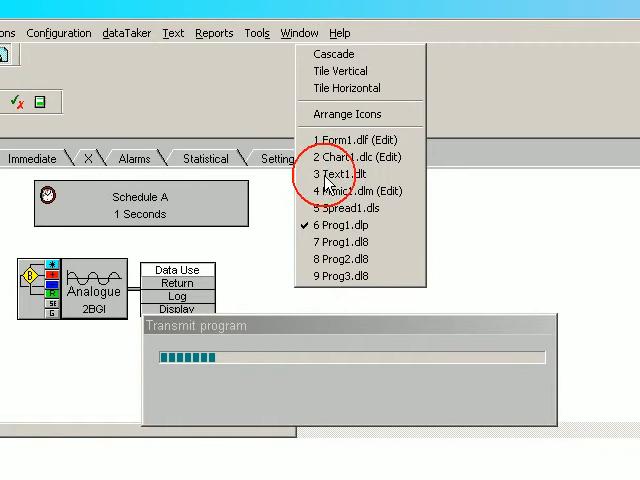 ons Configuration dataTaker Text Reports Tools Window Help
Cascade
Tile Vertical
Tile Horizontal
Arrange Icons
1 Form1.dlf (Edit)
2 Chart1.dlc (Edit)
3 Text1.dlt
4 Mimic1.dlm (Edit)
5 Spread1.dls
6 Prog1.dlp
7 Prog1.dl8
8 Prog2.dl8
9 Prog3.dl8
Immediate X Alarms Statistical Setting
Schedule A
1 Seconds
B
*
+
-
R
SE
G
Analogue
2BGI
Data Use
Return
Log
Display
Transmit program